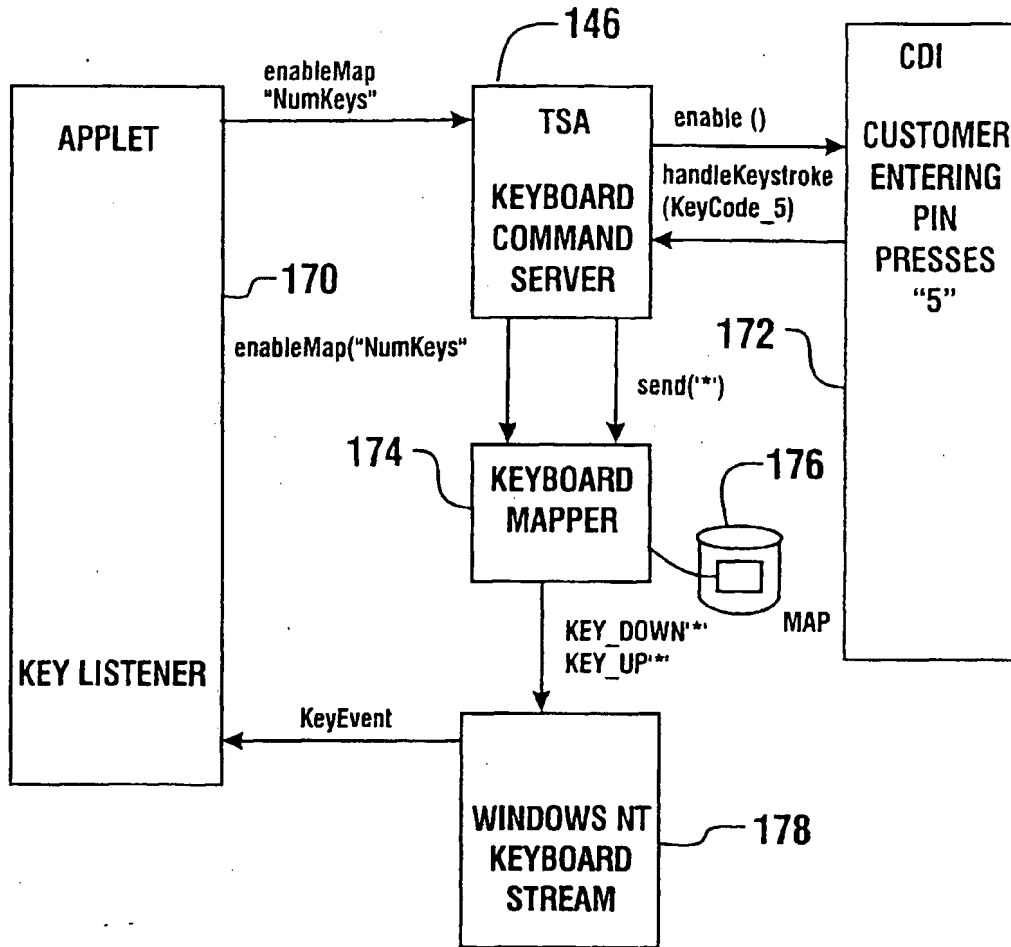 146
enableMap
"NumKeys"
APPLET
TSA
KEYBOARD
COMMAND
SERVER
enable ()
handleKeystroke
(KeyCode_5)
CDI
CUSTOMER
ENTERING
PIN
PRESSES
"5"
170
172
enableMap("NumKeys"
send('*')
174
KEYBOARD
MAPPER
176
MAP
KEY_DOWN'*'
KEY_UP'*'
KEY LISTENER
KeyEvent
WINDOWS NT
KEYBOARD
STREAM
178